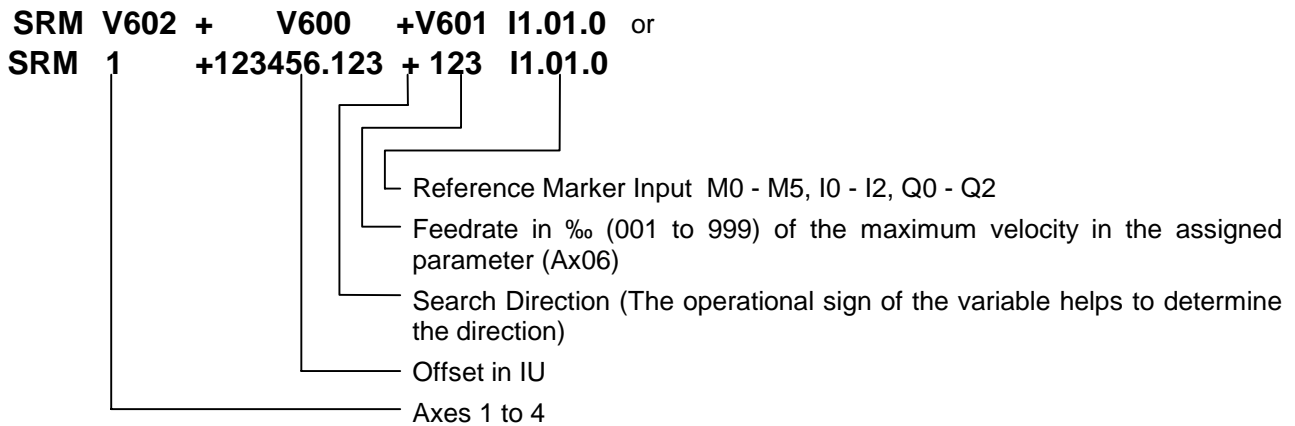 SRM V602 + V600 +V601 I1.01.0 or
SRM 1 +123456.123 + 123 I1.01.0
Reference Marker Input M0 - M5, I0 - I2, Q0 - Q2
Feedrate in ‰ (001 to 999) of the maximum velocity in the assigned
parameter (Ax06)
Search Direction (The operational sign of the variable helps to determine
the direction)
Offset in IU
Axes 1 to 4